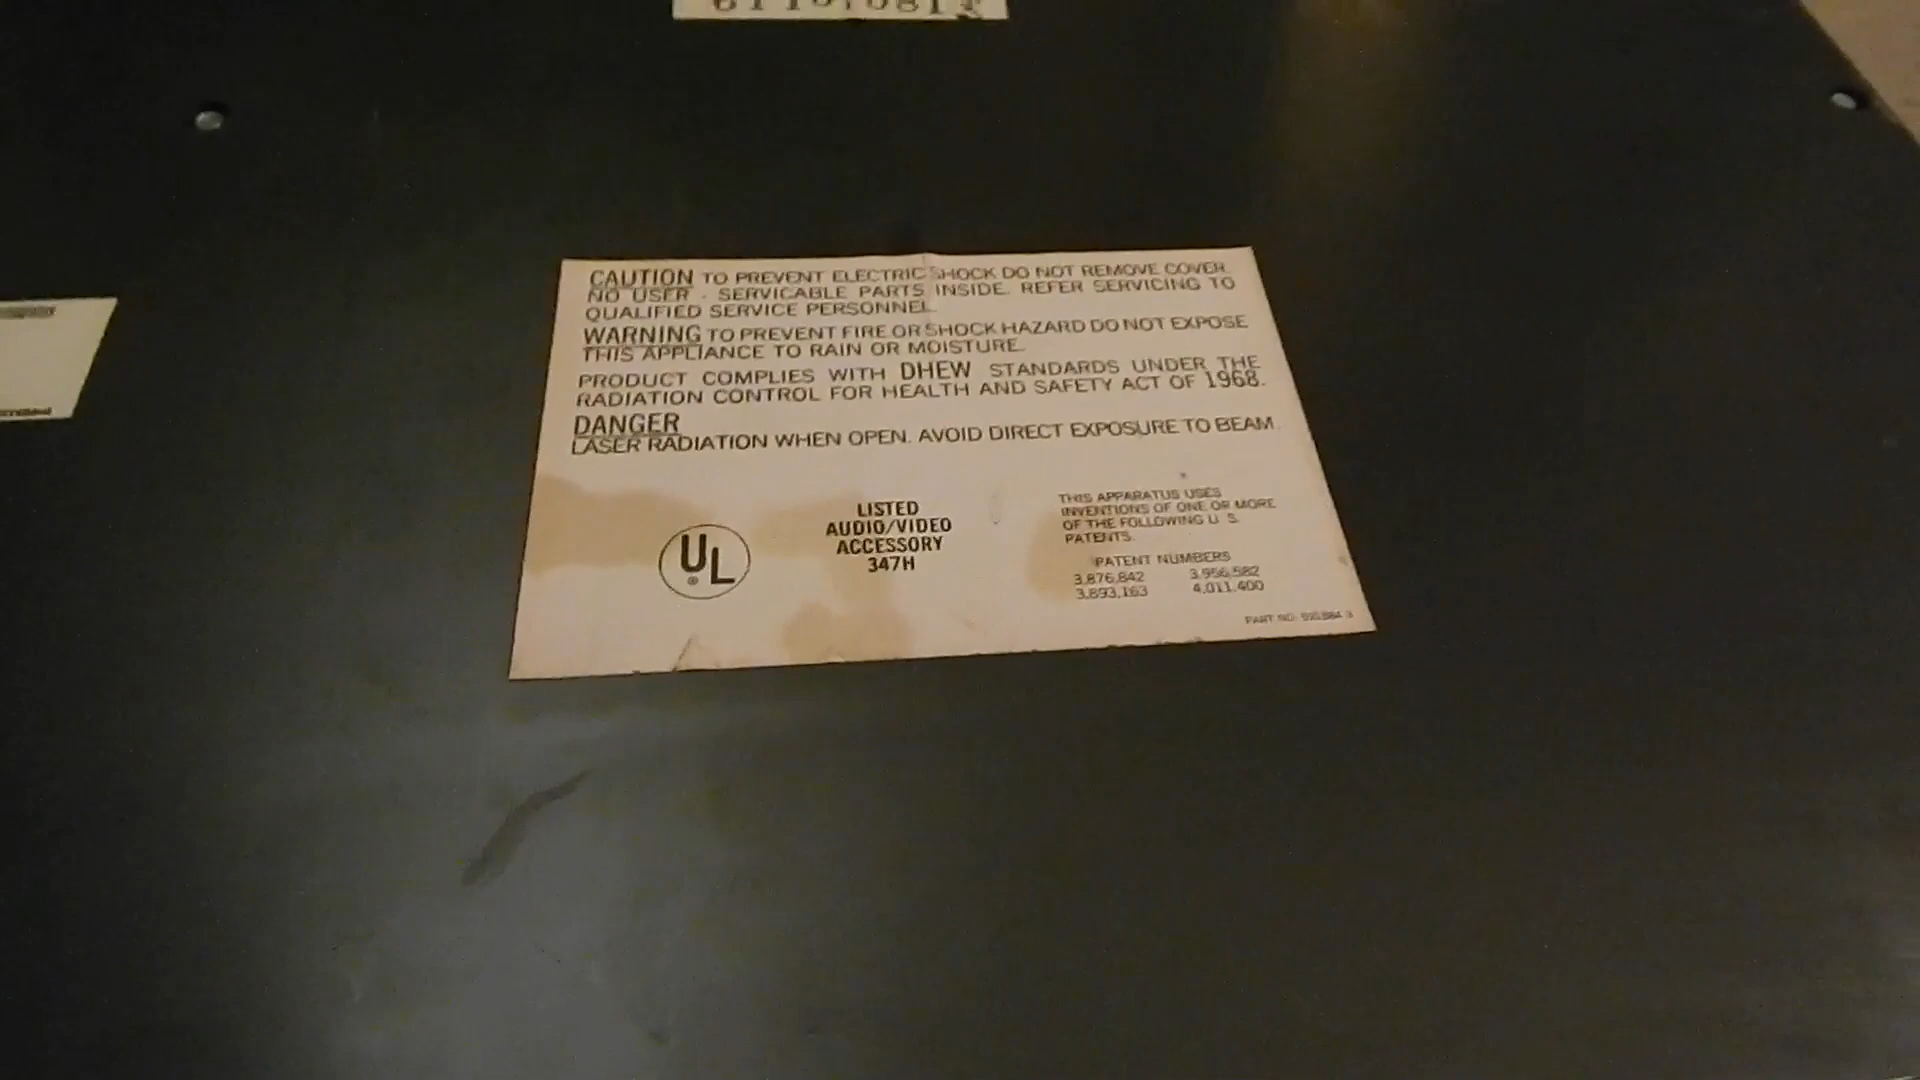 CAUTION TO PREVENT ELECTRIC SHOCK DO NOT REMOVE COVER.
NO USER - SERVICABLE PARTS INSIDE. REFER SERVICING TO
QUALIFIED SERVICE PERSONNEL
WARNING TO PREVENT FIRE OR SHOCK HAZARD DO NOT EXPOSE
THIS APPLIANCE TO RAIN OR MOISTURE.
PRODUCT COMPLIES WITH DHEW STANDARDS UNDER THE
RADIATION CONTROL FOR HEALTH AND SAFETY ACT OF 1968.
DANGER
LASER RADIATION WHEN OPEN. AVOID DIRECT EXPOSURE TO BEAM.
UL
®
LISTED
AUDIO/VIDEO
ACCESSORY
347H
THIS APPARATUS USES
INVENTIONS OF ONE OR MORE
OF THE FOLLOWING U. S.
PATENTS.
PATENT NUMBERS
3,876,842 3,956,582
3,893,163 4,011,400
PART NO.